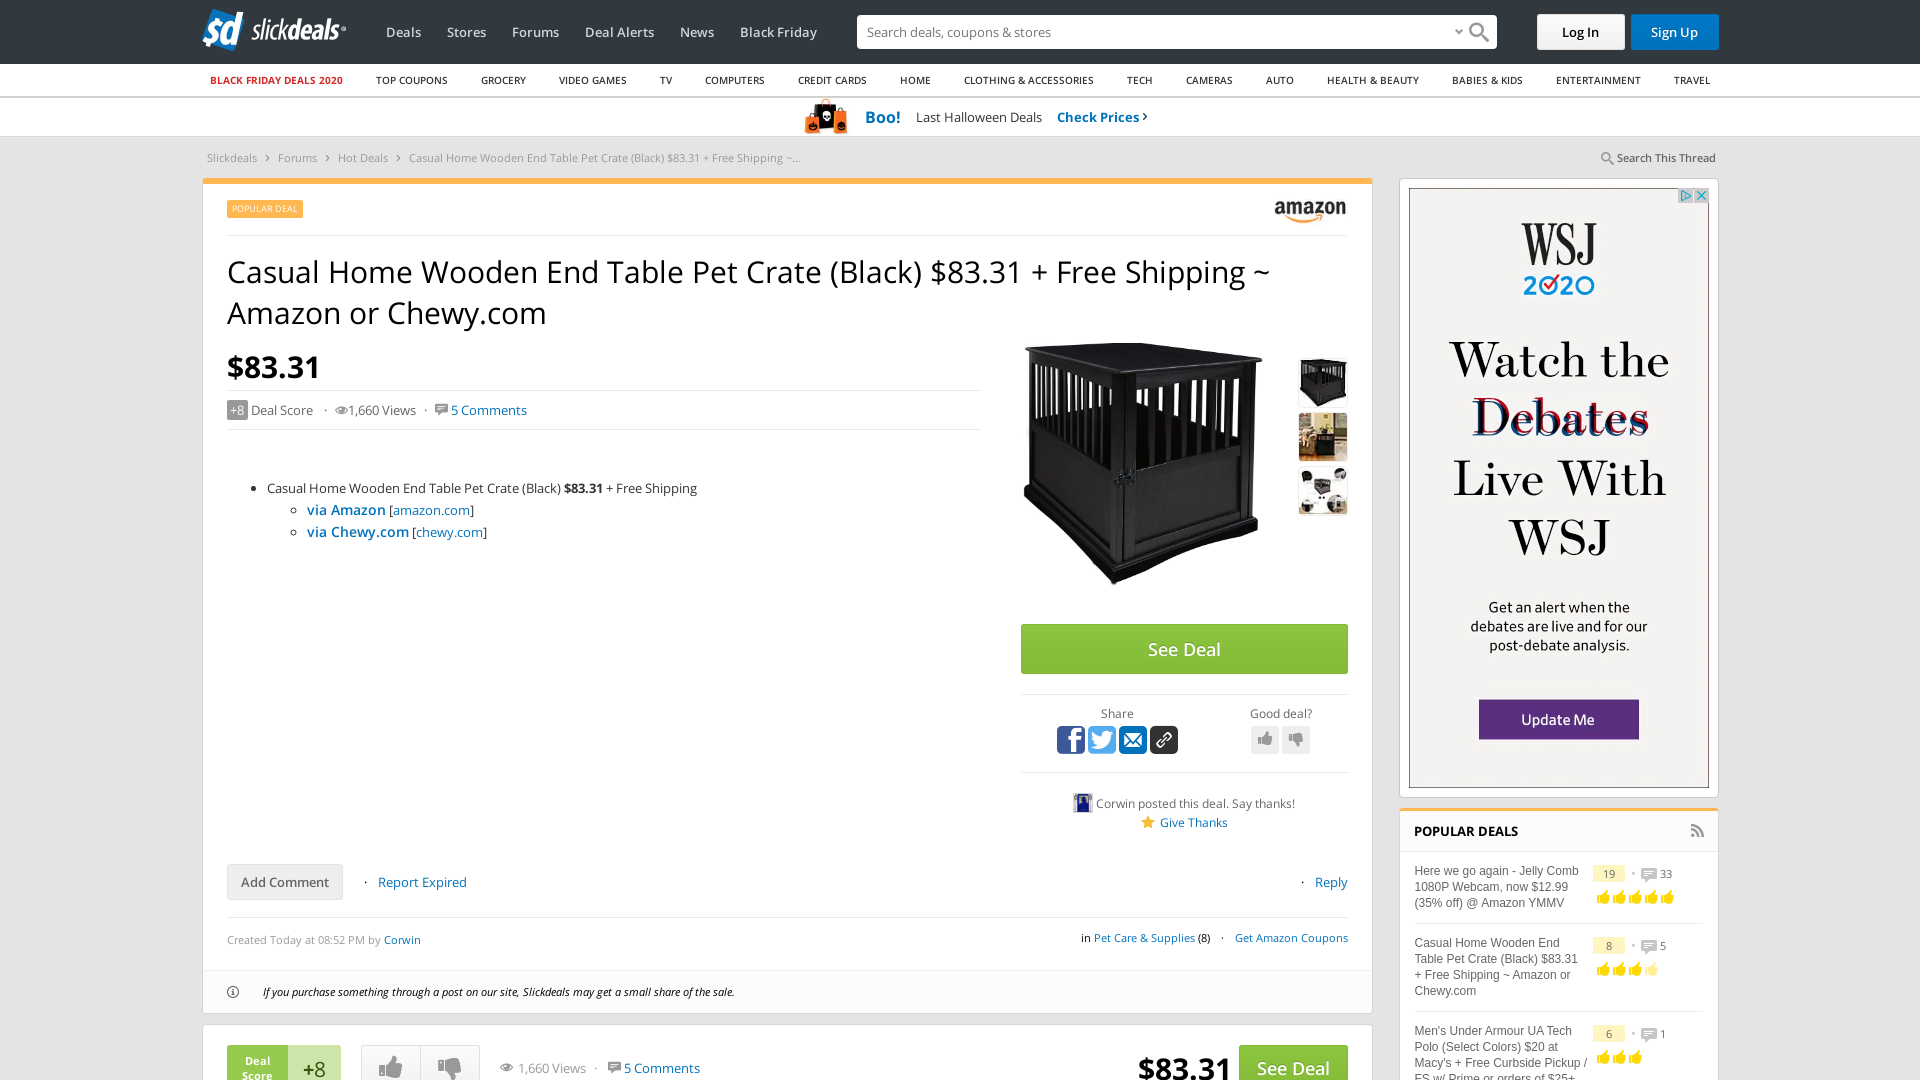 slickdeals
Deals
Stores
Forums
Deal Alerts
News
Black Friday
Search deals, coupons & stores
Log In
Sign Up
BLACK FRIDAY DEALS 2020
TOP COUPONS
GROCERY
VIDEO GAMES
TV
COMPUTERS
CREDIT CARDS
HOME
CLOTHING & ACCESSORIES
TECH
CAMERAS
AUTO
HEALTH & BEAUTY
BABIES & KIDS
ENTERTAINMENT
TRAVEL
Boo! Last Halloween Deals Check Prices ›
Slickdeals › Forums › Hot Deals › Casual Home Wooden End Table Pet Crate (Black) $83.31 + Free Shipping ~...
Search This Thread
POPULAR DEAL
amazon
Casual Home Wooden End Table Pet Crate (Black) $83.31 + Free Shipping ~
Amazon or Chewy.com
$83.31
+8 Deal Score · 1,660 Views · 5 Comments
Casual Home Wooden End Table Pet Crate (Black) $83.31 + Free Shipping
via Amazon [amazon.com]
via Chewy.com [chewy.com]
See Deal
Share
Good deal?
Corwin posted this deal. Say thanks!
Give Thanks
Add Comment
· Report Expired
· Reply
Created Today at 08:52 PM by Corwin
in Pet Care & Supplies (8) · Get Amazon Coupons
If you purchase something through a post on our site, Slickdeals may get a small share of the sale.
Deal
Score
+8
1,660 Views · 5 Comments
$83.31
See Deal
WSJ
2020
Watch the
Debates
Live With
WSJ
Get an alert when the
debates are live and for our
post-debate analysis.
Update Me
POPULAR DEALS
Here we go again - Jelly Comb
1080P Webcam, now $12.99
(35% off) @ Amazon YMMV
19 • 33
Casual Home Wooden End
Table Pet Crate (Black) $83.31
+ Free Shipping ~ Amazon or
Chewy.com
8 • 5
Men's Under Armour UA Tech
Polo (Select Colors) $20 at
Macy's + Free Curbside Pickup /
FS w/ Prime or orders of $25+
6 • 1